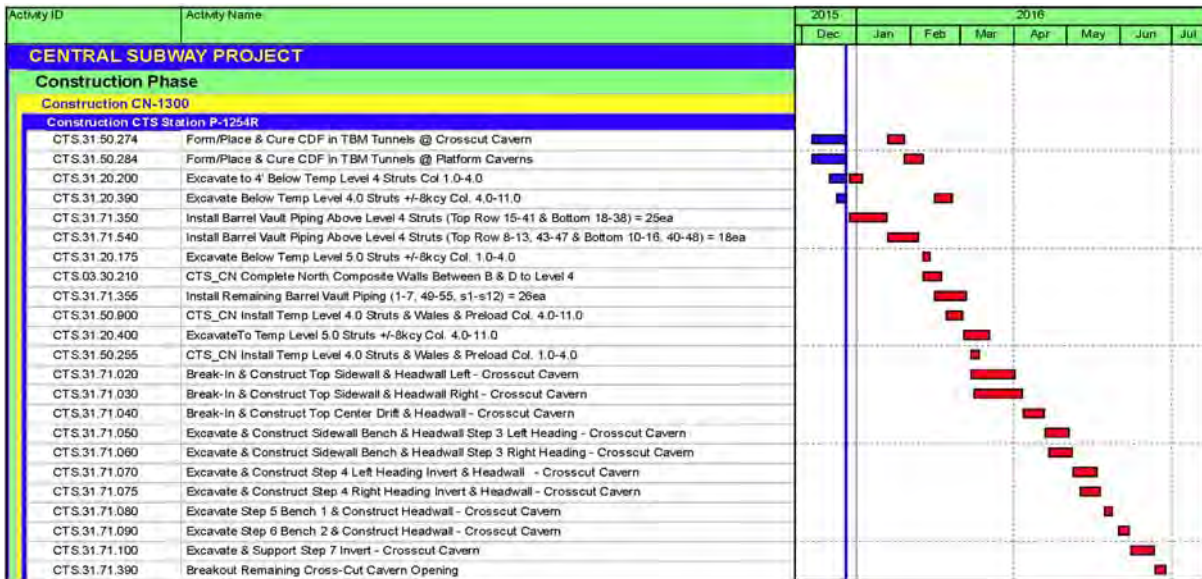 Activity ID Activity Name 2015 2016
Dec Jan Feb Mar Apr May Jun Jul
CENTRAL SUBWAY PROJECT
Construction Phase
Construction CN-1300
Construction CTS Station P-1254R
CTS.31.50.274 Form/Place & Cure CDF in TBM Tunnels @ Crosscut Cavern
CTS.31.50.284 Form/Place & Cure CDF in TBM Tunnels @ Platform Caverns
CTS.31.20.200 Excavate to 4' Below Temp Level 4 Struts Col 1.0-4.0
CTS.31.20.390 Excavate Below Temp Level 4.0 Struts +/-8kcy Col. 4.0-11.0
CTS.31.71.350 Install Barrel Vault Piping Above Level 4 Struts (Top Row 15-41 & Bottom 18-38) = 25ea
CTS.31.71.540 Install Barrel Vault Piping Above Level 4 Struts (Top Row 8-13, 43-47 & Bottom 10-16, 40-48) = 18ea
CTS.31.20.175 Excavate Below Temp Level 5.0 Struts +/-8kcy Col. 1.0-4.0
CTS.03.30.210 CTS_CN Complete North Composite Walls Between B & D to Level 4
CTS.31.71.355 Install Remaining Barrel Vault Piping (1-7, 49-55, s1-s12) = 26ea
CTS.31.50.900 CTS_CN Install Temp Level 4.0 Struts & Wales & Preload Col. 4.0-11.0
CTS.31.20.400 ExcavateTo Temp Level 5.0 Struts +/-8kcy Col. 4.0-11.0
CTS.31.50.255 CTS_CN Install Temp Level 4.0 Struts & Wales & Preload Col. 1.0-4.0
CTS.31.71.020 Break-In & Construct Top Sidewall & Headwall Left - Crosscut Cavern
CTS.31.71.030 Break-In & Construct Top Sidewall & Headwall Right - Crosscut Cavern
CTS.31.71.040 Break-In & Construct Top Center Drift & Headwall - Crosscut Cavern
CTS.31.71.050 Excavate & Construct Sidewall Bench & Headwall Step 3 Left Heading - Crosscut Cavern
CTS.31.71.060 Excavate & Construct Sidewall Bench & Headwall Step 3 Right Heading - Crosscut Cavern
CTS.31.71.070 Excavate & Construct Step 4 Left Heading Invert & Headwall - Crosscut Cavern
CTS.31.71.075 Excavate & Construct Step 4 Right Heading Invert & Headwall - Crosscut Cavern
CTS.31.71.080 Excavate Step 5 Bench 1 & Construct Headwall - Crosscut Cavern
CTS.31.71.090 Excavate Step 6 Bench 2 & Construct Headwall - Crosscut Cavern
CTS.31.71.100 Excavate & Support Step 7 Invert - Crosscut Cavern
CTS.31.71.390 Breakout Remaining Cross-Cut Cavern Opening